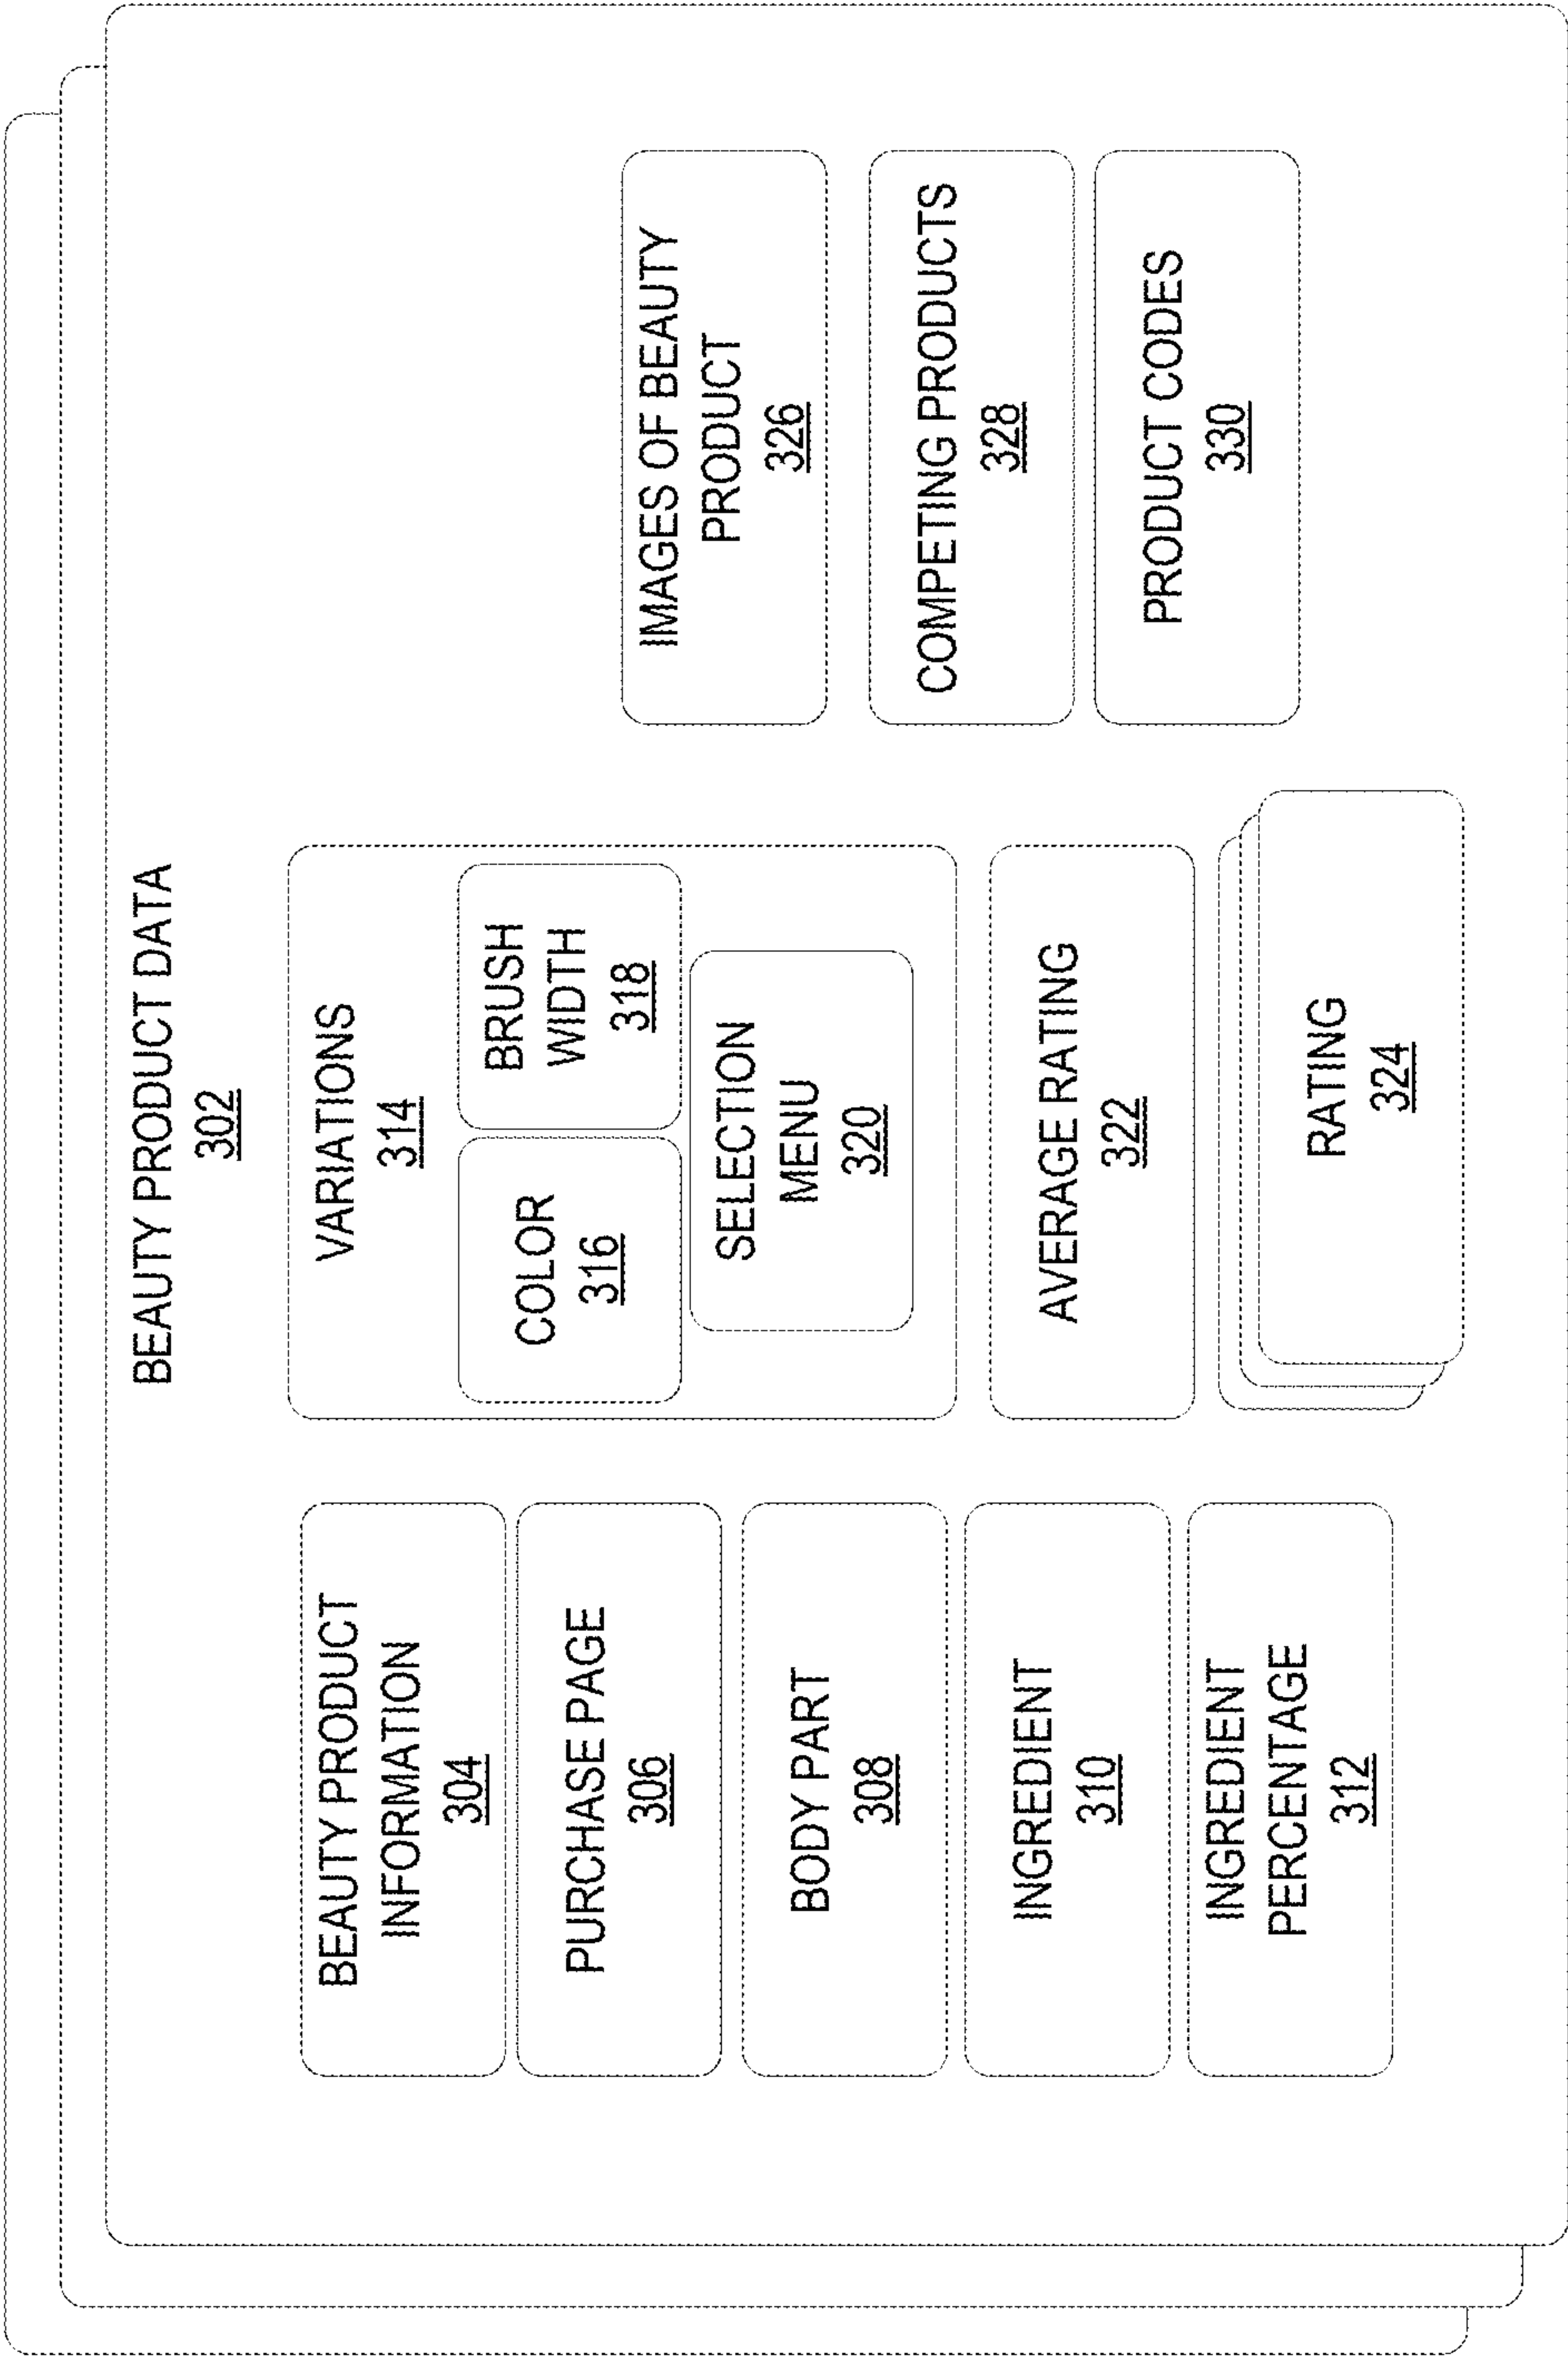 BEAUTY PRODUCT DATA
302
BEAUTY PRODUCT
INFORMATION
304
PURCHASE PAGE
306
BODY PART
308
INGREDIENT
310
INGREDIENT
PERCENTAGE
312
VARIATIONS
314
COLOR
316
BRUSH
WIDTH
318
SELECTION
MENU
320
AVERAGE RATING
322
RATING
324
IMAGES OF BEAUTY
PRODUCT
326
COMPETING PRODUCTS
328
PRODUCT CODES
330